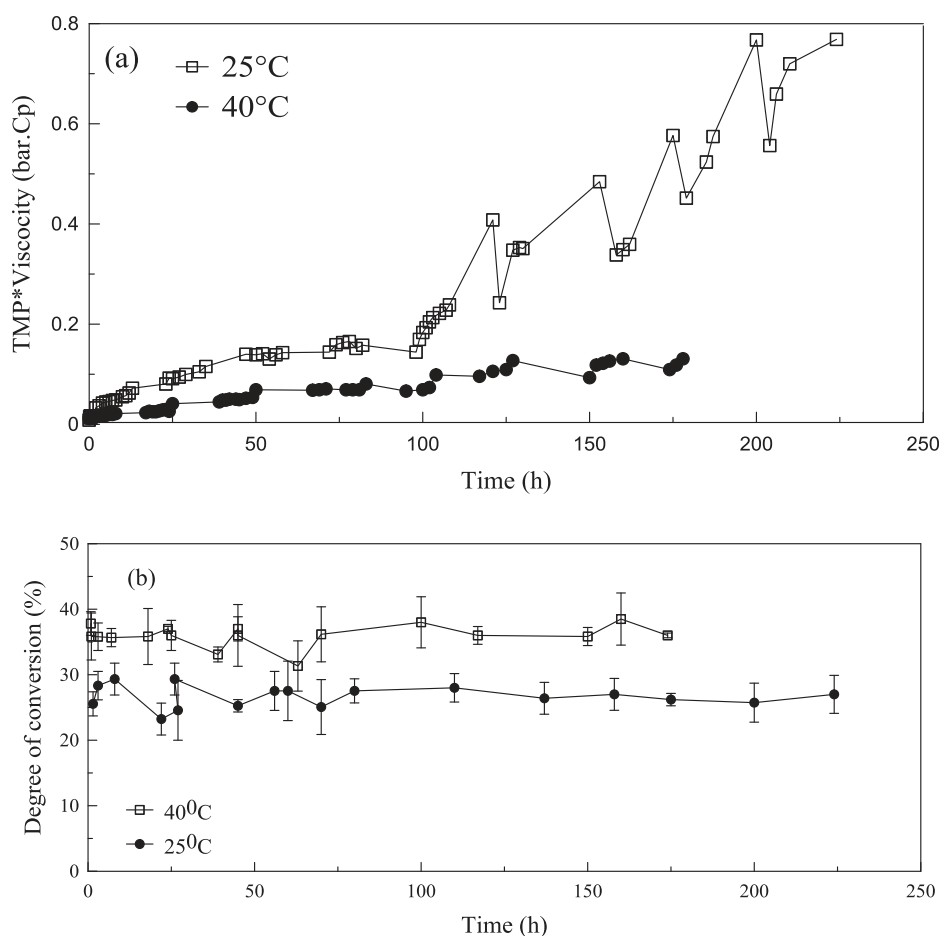 (a)
25°C
40°C
0.8
0.6
0.4
0.2
0
TMP*Viscocity (bar.Cp)
0 50 100 150 200 250
Time (h)
(b)
50
40
30
20
10
0
Degree of conversion (%)
40⁰C
25⁰C
0 50 100 150 200 250
Time (h)